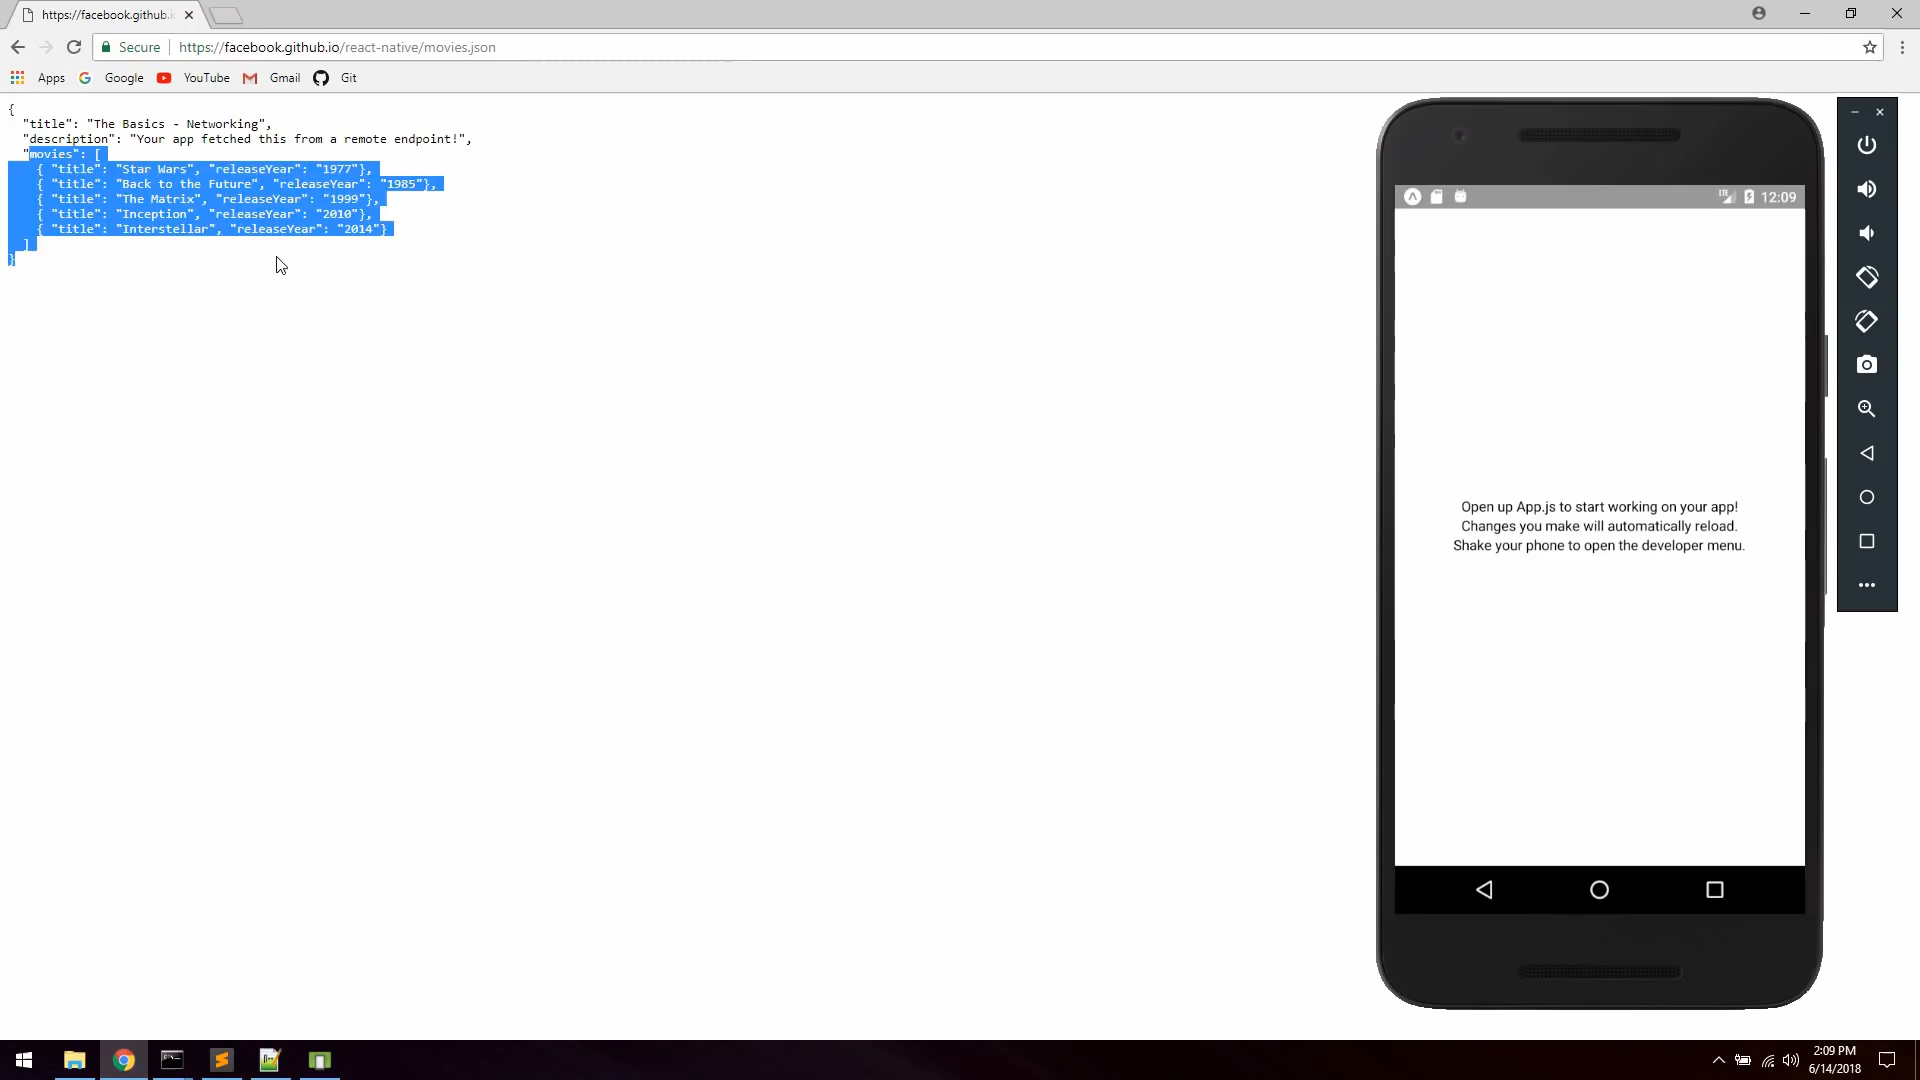 https://facebook.github.i
Secure https://facebook.github.io/react-native/movies.json
Apps Google YouTube Gmail Git
{
"title": "The Basics - Networking",
"description": "Your app fetched this from a remote endpoint!",
"movies": [
{ "title": "Star Wars", "releaseYear": "1977"},
{ "title": "Back to the Future", "releaseYear": "1985"},
{ "title": "The Matrix", "releaseYear": "1999"},
{ "title": "Inception", "releaseYear": "2010"},
{ "title": "Interstellar", "releaseYear": "2014"}
]
}
LTE 12:09
Open up App.js to start working on your app!
Changes you make will automatically reload.
Shake your phone to open the developer menu.
2:09 PM
6/14/2018